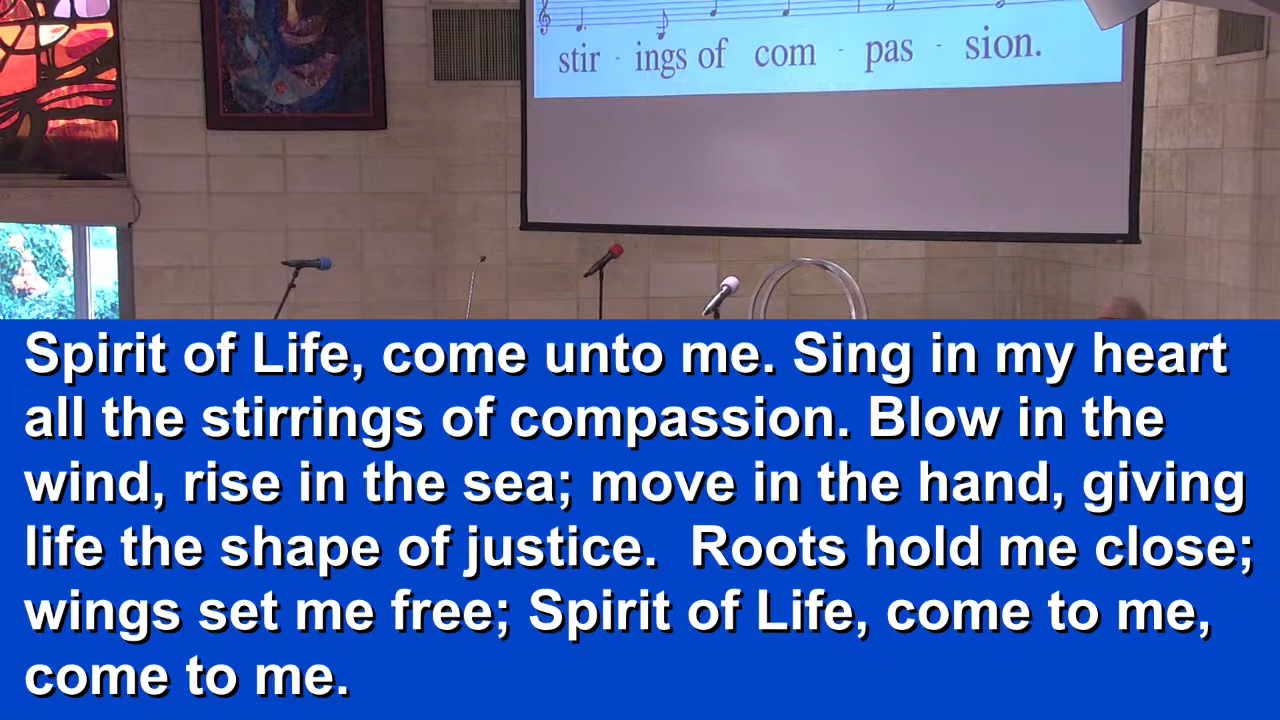 stir - ings of com - pas - sion.
Spirit of Life, come unto me. Sing in my heart
all the stirrings of compassion. Blow in the
wind, rise in the sea; move in the hand, giving
life the shape of justice.  Roots hold me close;
wings set me free; Spirit of Life, come to me,
come to me.